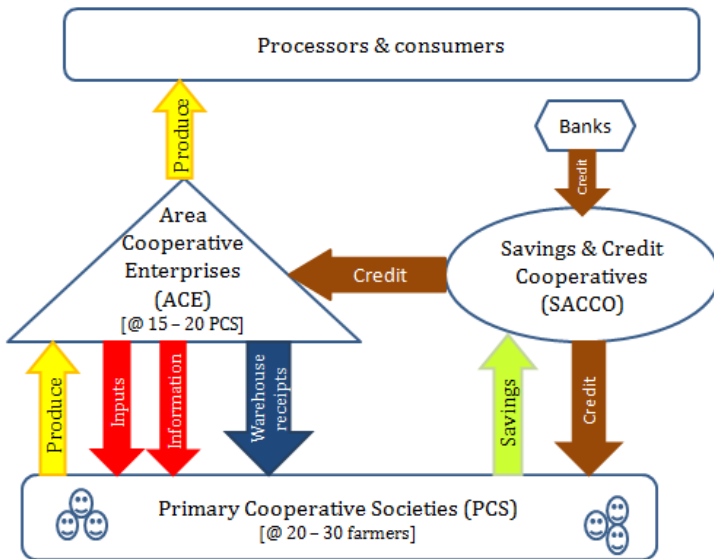 Processors & consumers
Produce
Banks
Credit
Area
Cooperative
Enterprises
(ACE)
[@ 15 – 20 PCS]
Credit
Savings & Credit
Cooperatives
(SACCO)
Produce
Inputs
Information
Warehouse
receipts
Savings
Credit
Primary Cooperative Societies (PCS)
[@ 20 – 30 farmers]